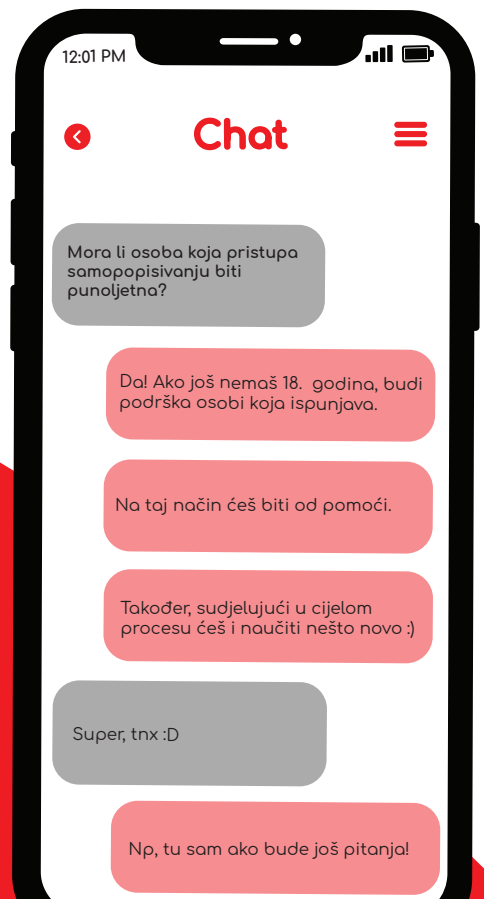 12:01 PM
Chat
Mora li osoba koja pristupa
samopopisivanju biti
punoljetna?
Da! Ako još nemaš 18. godina, budi
podrška osobi koja ispunjava.
Na taj način ćeš biti od pomoći.
Također, sudjelujući u cijelom
procesu ćeš i naučiti nešto novo :)
Super, tnx :D
Np, tu sam ako bude još pitanja!